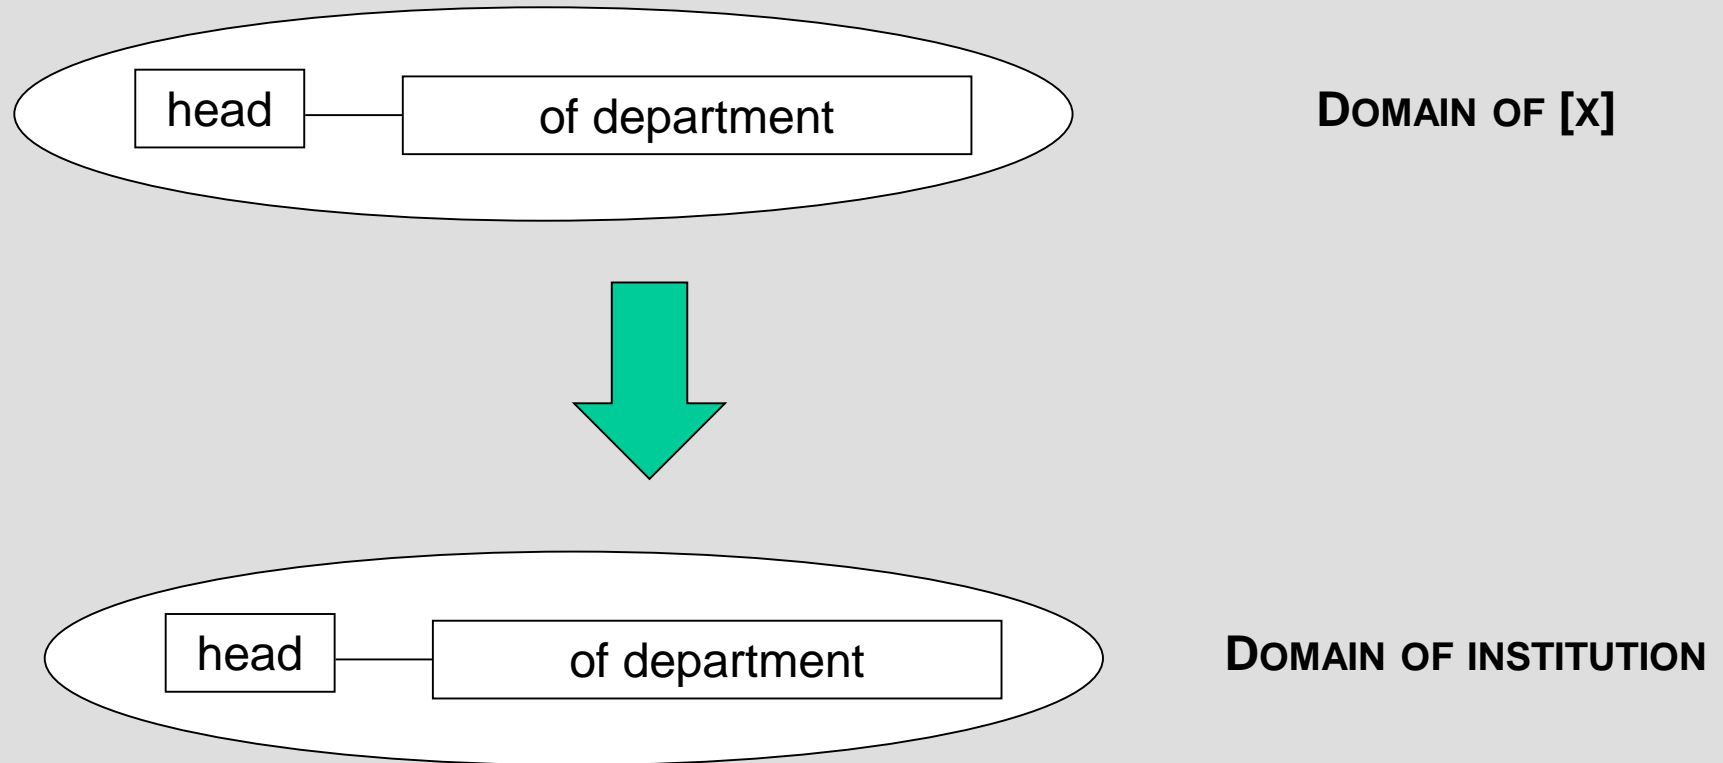 head
of department
DOMAIN OF [X]
head
of department
DOMAIN OF INSTITUTION